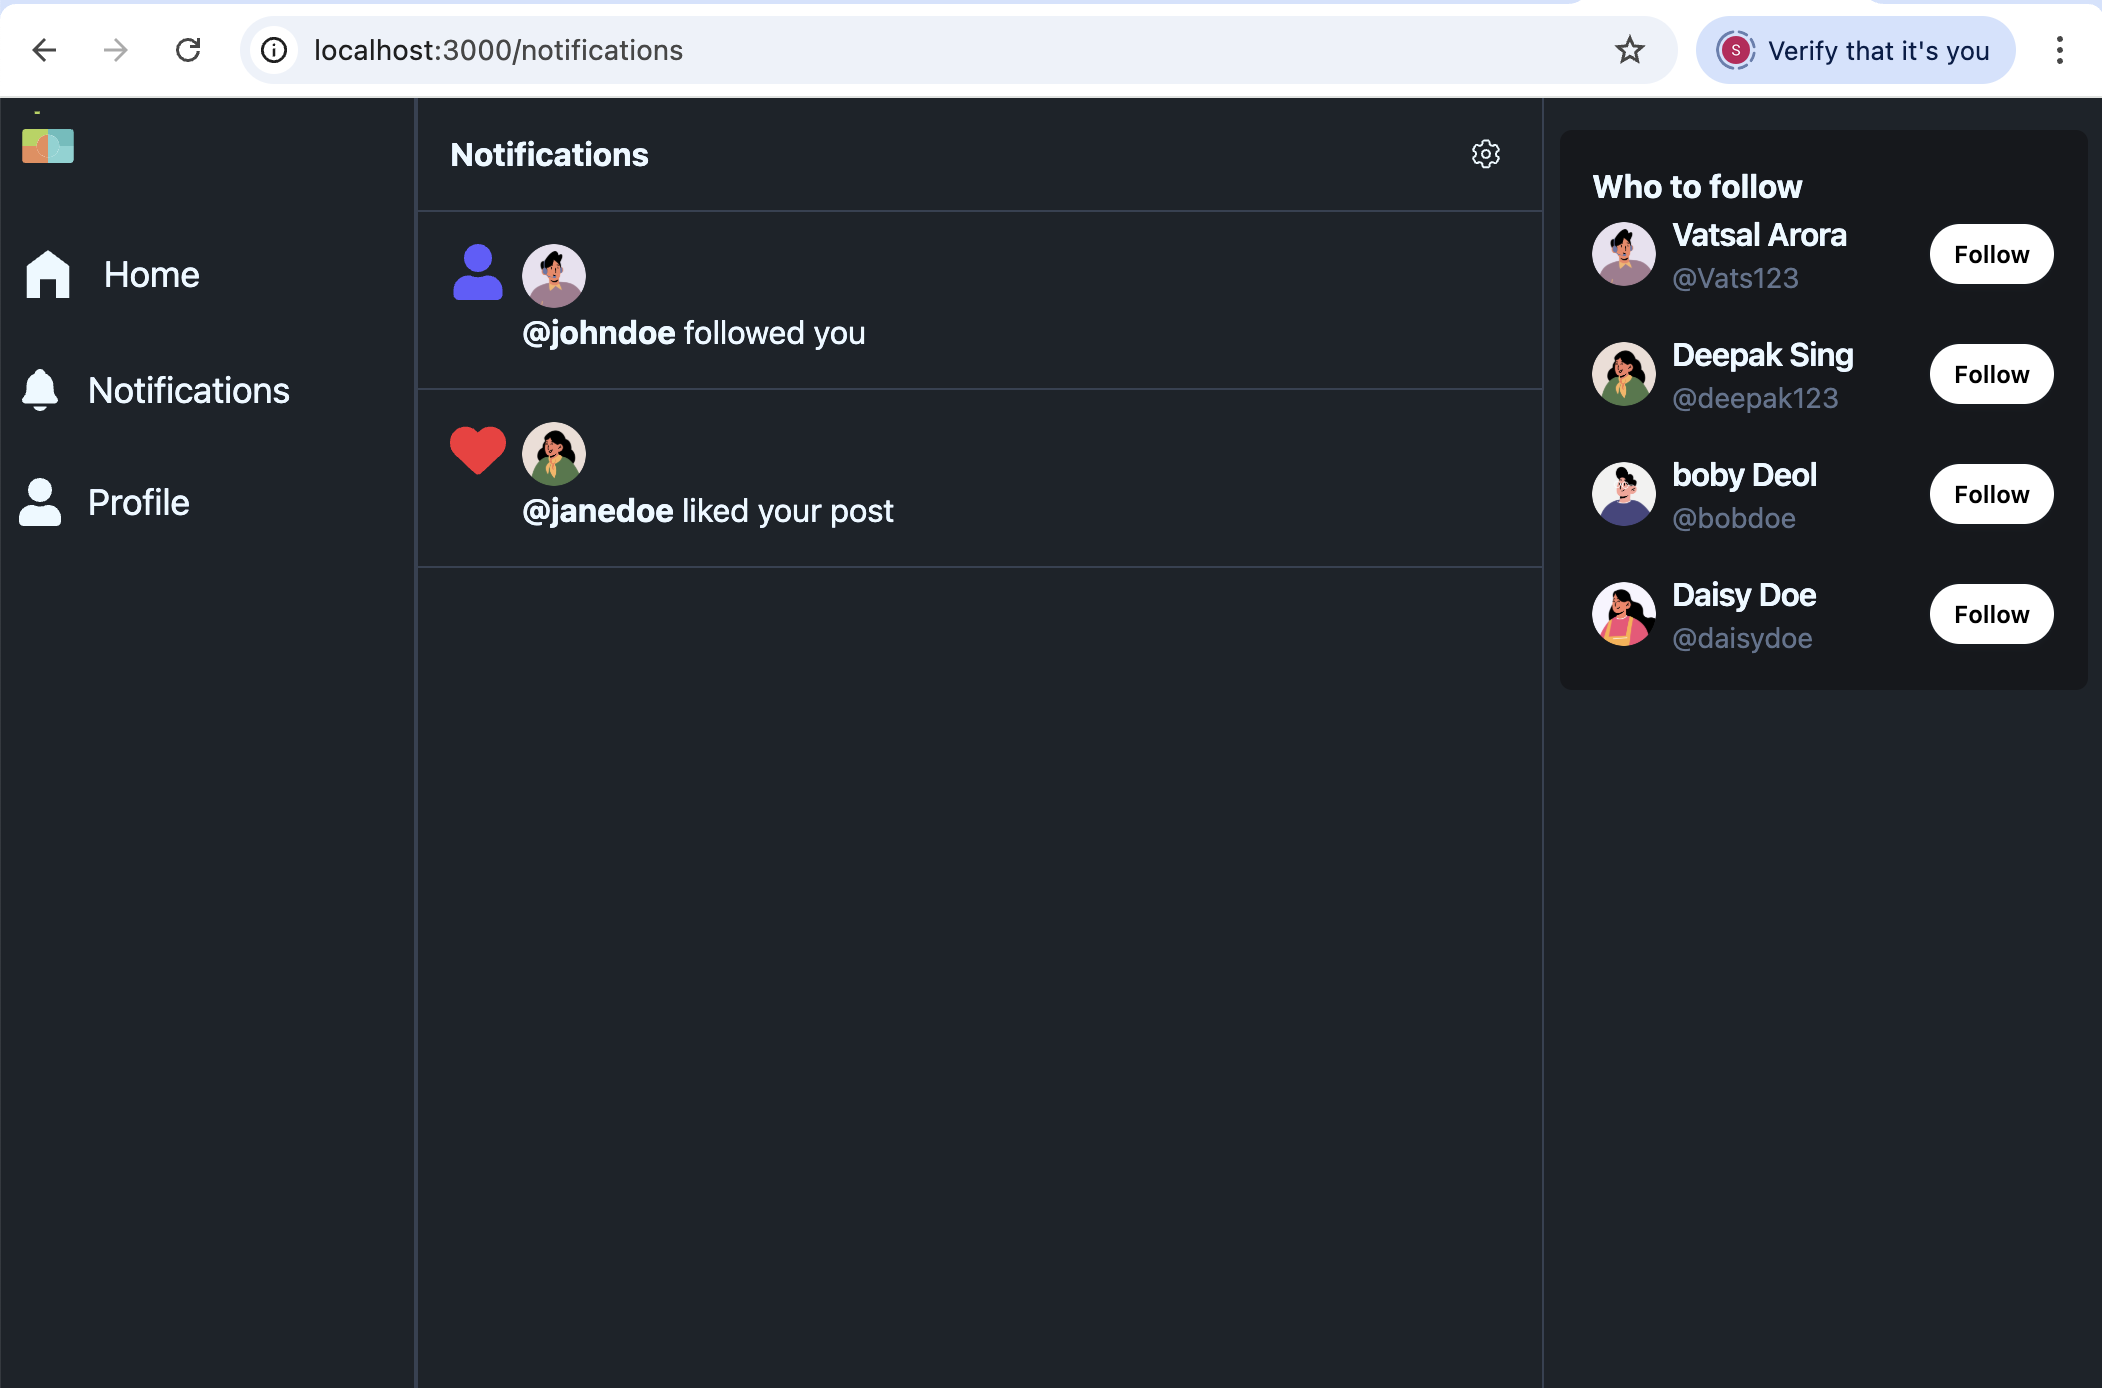 localhost:3000/notifications
S
Verify that it's you
Home
Notifications
Profile
Notifications
@johndoe followed you
@janedoe liked your post
Who to follow
Vatsal Arora
@Vats123
Follow
Deepak Sing
@deepak123
Follow
boby Deol
@bobdoe
Follow
Daisy Doe
@daisydoe
Follow